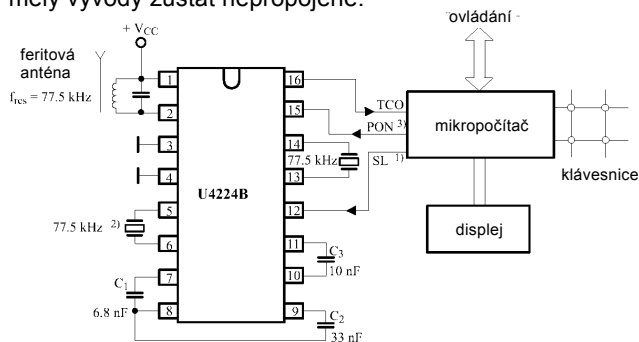 měly vývody zůstat nepropojené.
+ VCC
feritová
anténa
fres = 77.5 kHz
1
2
3
4
5
6
7
8
16
15
14
13
12
11
10
9
U4224B
77.5 kHz 2)
C1
6.8 nF
C2
33 nF
C3
10 nF
77.5 kHz
TCO
PON 3)
SL 1)
ovládání
mikropočítač
klávesnice
displej